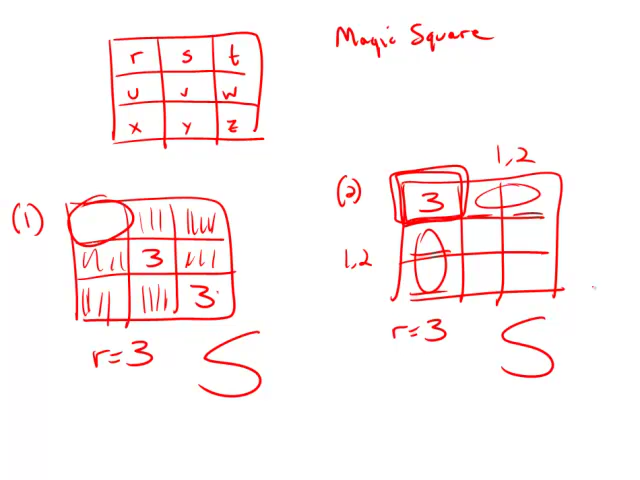 Magic Square
r s t
u v w
x y z
1, 2
(1)
(2) 3
3
1, 2
3
r = 3 S
r = 3 S